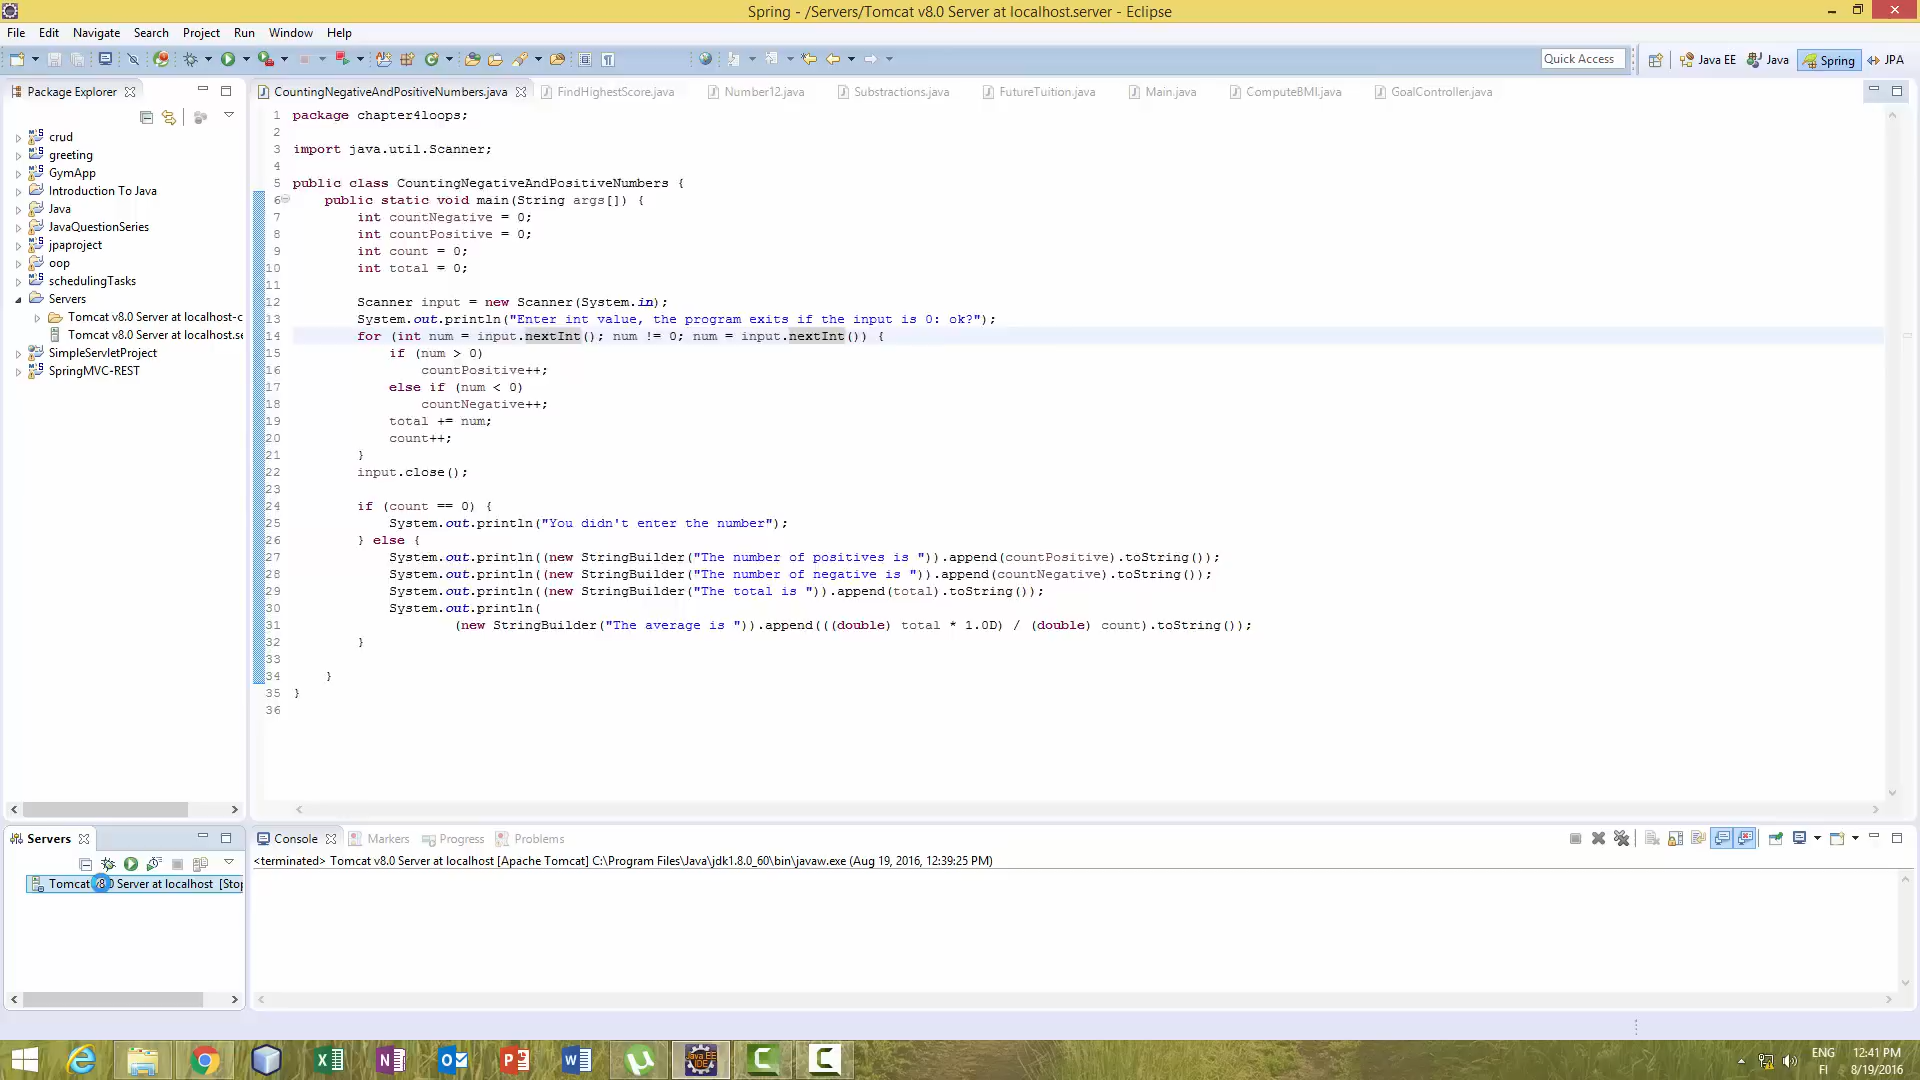 Spring - /Servers/Tomcat v8.0 Server at localhost.server - Eclipse
File Edit Navigate Search Project Run Window Help
Quick Access Java EE Java Spring JPA
Package Explorer
crud
greeting
GymApp
Introduction To Java
Java
JavaQuestionSeries
jpaproject
oop
schedulingTasks
Servers
Tomcat v8.0 Server at localhost-c
Tomcat v8.0 Server at localhost.se
SimpleServletProject
SpringMVC-REST
CountingNegativeAndPositiveNumbers.java FindHighestScore.java Number12.java Substractions.java FutureTuition.java Main.java ComputeBMI.java GoalController.java
1 package chapter4loops;
2
3 import java.util.Scanner;
4
5 public class CountingNegativeAndPositiveNumbers {
6 public static void main(String args[]) {
7 int countNegative = 0;
8 int countPositive = 0;
9 int count = 0;
10 int total = 0;
11
12 Scanner input = new Scanner(System.in);
13 System.out.println("Enter int value, the program exits if the input is 0: ok?");
14 for (int num = input.nextInt(); num != 0; num = input.nextInt()) {
15 if (num > 0)
16 countPositive++;
17 else if (num < 0)
18 countNegative++;
19 total += num;
20 count++;
21 }
22 input.close();
23
24 if (count == 0) {
25 System.out.println("You didn't enter the number");
26 } else {
27 System.out.println((new StringBuilder("The number of positives is ")).append(countPositive).toString());
28 System.out.println((new StringBuilder("The number of negative is ")).append(countNegative).toString());
29 System.out.println((new StringBuilder("The total is ")).append(total).toString());
30 System.out.println(
31 (new StringBuilder("The average is ")).append(((double) total * 1.0D) / (double) count).toString());
32 }
33
34 }
35 }
36
Servers
Tomcat Server at localhost [Stop
Console Markers Progress Problems
<terminated> Tomcat v8.0 Server at localhost [Apache Tomcat] C:\Program Files\Java\jdk1.8.0_60\bin\javaw.exe (Aug 19, 2016, 12:39:25 PM)
Java EE
IDE
ENG 12:41 PM
FI 8/19/2016